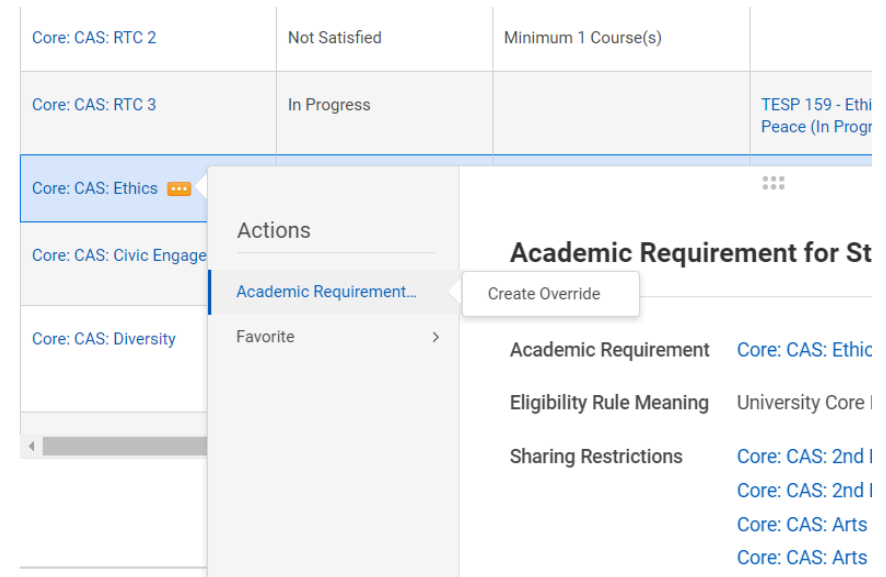 Core: CAS: RTC 2 Not Satisfied Minimum 1 Course(s)
Core: CAS: RTC 3 In Progress TESP 159 - Ethi
Peace (In Progr
Core: CAS: Ethics
Core: CAS: Civic Engage
Core: CAS: Diversity
Actions
Academic Requirement...
Favorite
Create Override
Academic Requirement for St
Academic Requirement Core: CAS: Ethic
Eligibility Rule Meaning University Core
Sharing Restrictions Core: CAS: 2nd
Core: CAS: 2nd
Core: CAS: Arts
Core: CAS: Arts